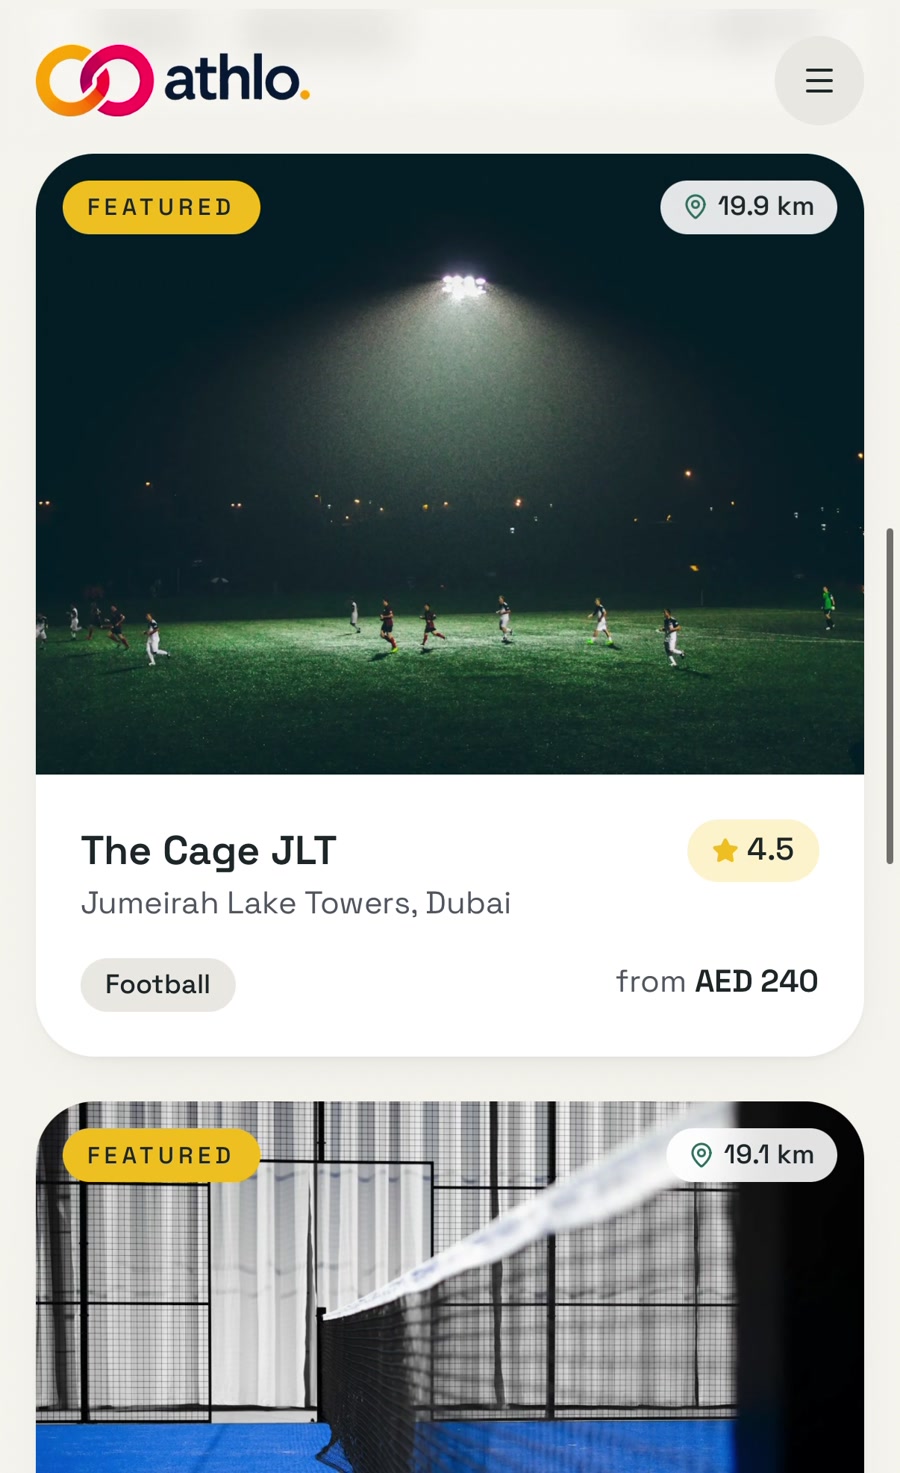 athlo.
FEATURED
19.9 km
The Cage JLT
4.5
Jumeirah Lake Towers, Dubai
Football
from AED 240
FEATURED
19.1 km